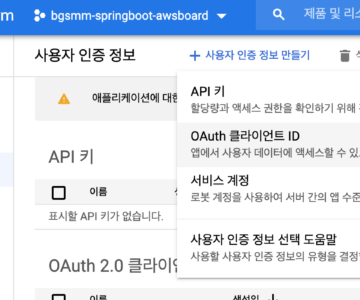 bgsmm-springboot-awsboard
제품 및 리소
사용자 인증 정보
+ 사용자 인증 정보 만들기
애플리케이션에 대한
API 키
할당량과 액세스 권한을 확인하기 위해
OAuth 클라이언트 ID
앱에서 사용자 데이터에 액세스할 수 있
서비스 계정
로봇 계정을 사용하여 서버 간의 앱 수준
사용자 인증 정보 선택 도움말
사용할 사용자 인증 정보의 유형을 결정
API 키
이름
표시할 API 키가 없습니다.
OAuth 2.0 클라이언
이름
생성일